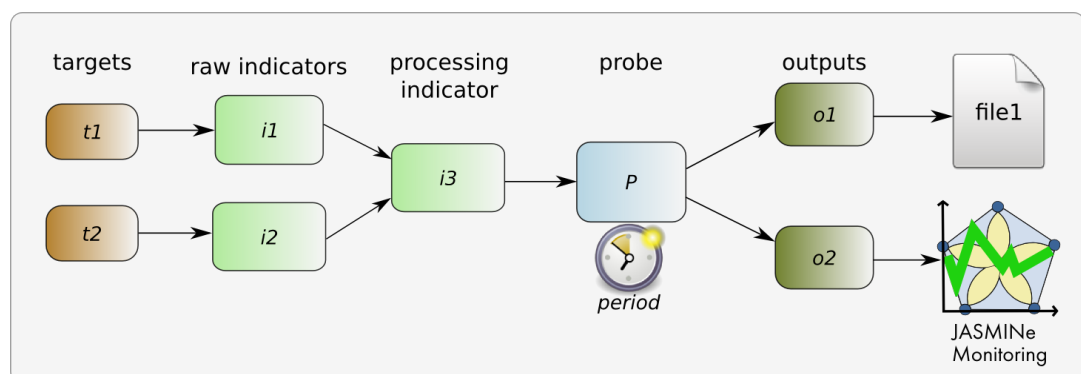 targets
raw indicators
processing
indicator
probe
outputs
t1
i1
i3
P
o1
file1
t2
i2
o2
period
JASMINe
Monitoring